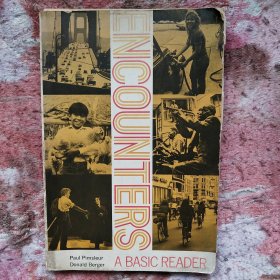 ENCOUNTERS
A BASIC READER
Paul Pimsleur
Donald Berger